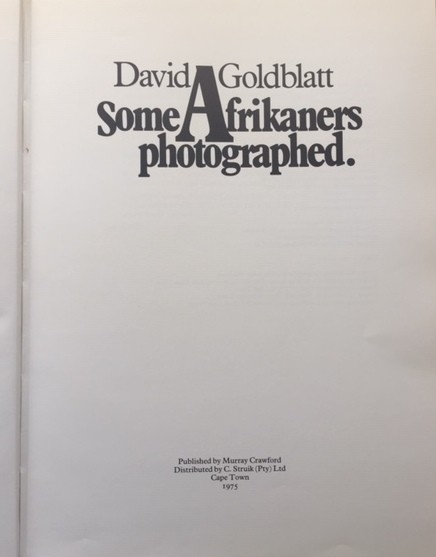 David Goldblatt
Some Afrikaners
photographed.
Published by Murray Crawford
Distributed by C. Struik (Pty) Ltd
Cape Town
1975